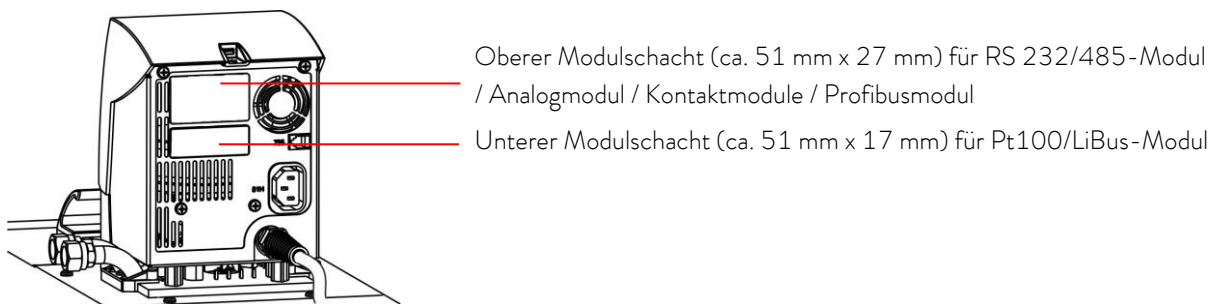 Oberer Modulschacht (ca. 51 mm x 27 mm) für RS 232/485-Modul
/ Analogmodul / Kontaktmodule / Profibusmodul
Unterer Modulschacht (ca. 51 mm x 17 mm) für Pt100/LiBus-Modul
51H